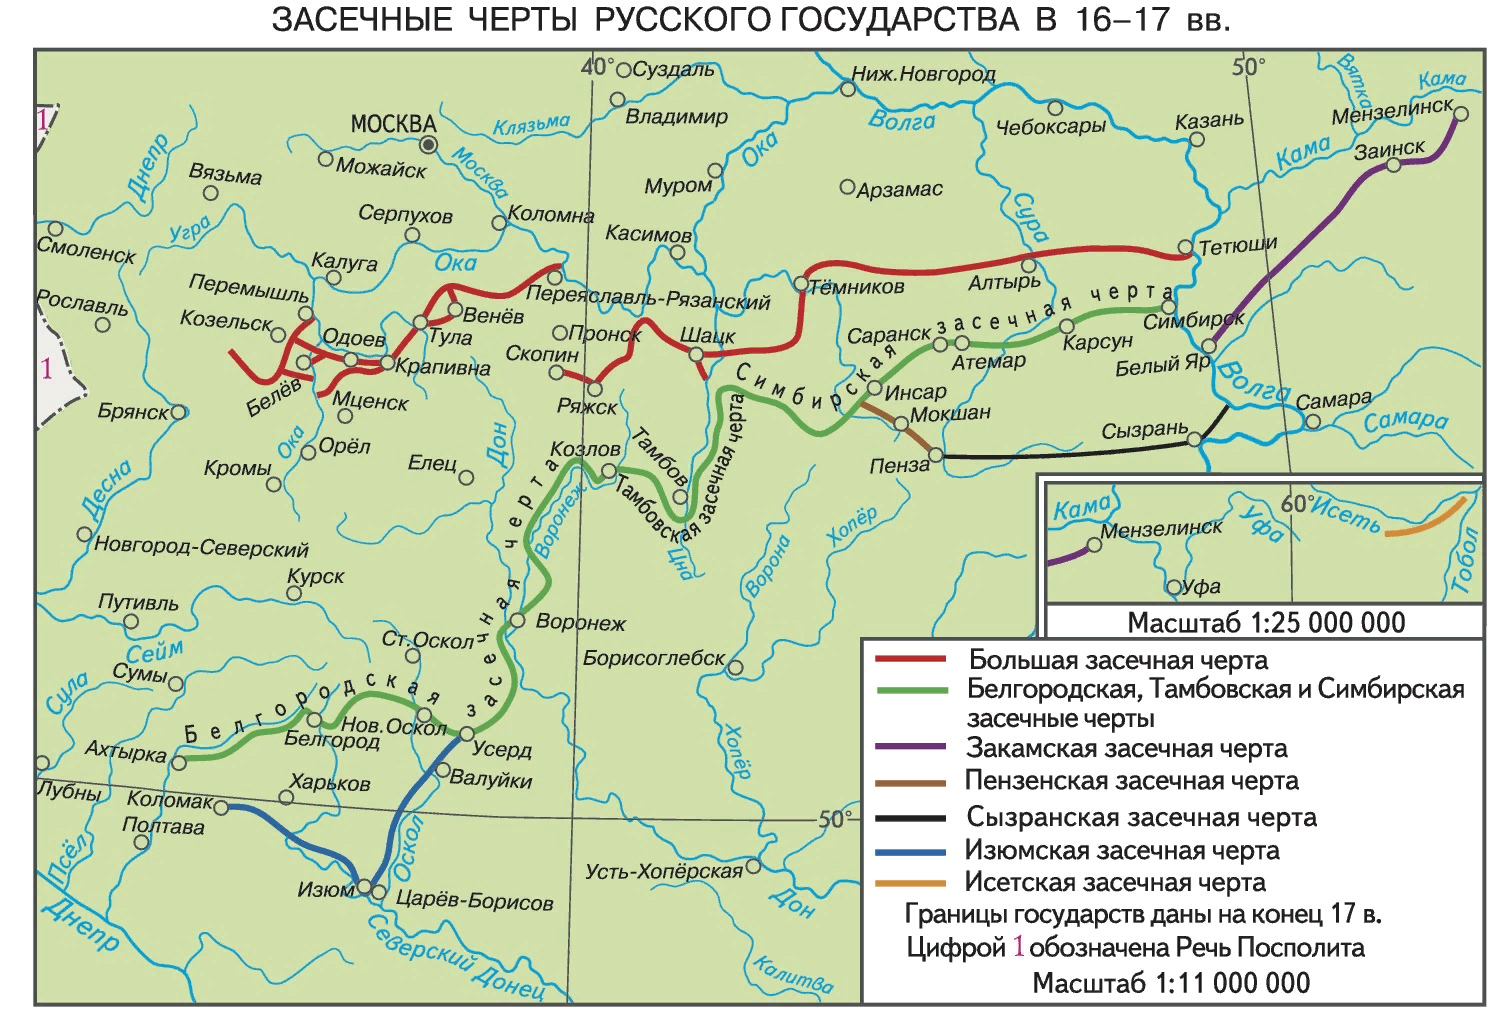 ЗАСЕЧНЫЕ ЧЕРТЫ РУССКОГО ГОСУДАРСТВА В 16–17 вв.
40°
Суздаль
Ниж.Новгород
50°
Вятка
Кама
1
Владимир
Клязьма
МОСКВА
Волга
Чебоксары
Казань
Мензелинск
Днепр
Можайск
Москва
Ока
Кама
Заинск
Вязьма
Муром
Арзамас
Угра
Серпухов
Коломна
Касимов
Сура
Смоленск
Калуга
Ока
Тетюши
Перемышль
Переяславль-Рязанский
Тёмников
Алтырь
Рославль
Козельск
Венёв
Симбирск
Одоев
Тула
Пронск
Шацк
Саранск
засечная черта
Карсун
1
Крапивна
Скопин
Атемар
Белый Яр
Белёв
Симбирская
Инсар
Волга
Мценск
Ряжск
Мокшан
Самара
Брянск
Ока
Орёл
Дон
Козлов
Тамбов
Сызрань
Самара
Кромы
Елец
Пенза
Десна
Тамбовская засечная черта
Воронеж
Хопёр
Новгород-Северский
Цна
Ворона
Курск
Путивль
Воронеж
Сейм
Ст.Оскол
Борисоглебск
Сумы
Сула
Белгородская засечная черта
Нов.Оскол
Белгород
Усерд
Хопёр
Ахтырка
Валуйки
Лубны
Харьков
Коломак
Полтава
50°
Псёл
Оскол
Усть-Хопёрская
Изюм
Царёв-Борисов
Дон
Днепр
Северский Донец
Калитва
Кама
Мензелинск
Уфа
60°
Исеть
Тобол
Уфа
Масштаб 1:25 000 000
Большая засечная черта
Белгородская, Тамбовская и Симбирская
засечные черты
Закамская засечная черта
Пензенская засечная черта
Сызранская засечная черта
Изюмская засечная черта
Исетская засечная черта
Границы государств даны на конец 17 в.
Цифрой 1 обозначена Речь Посполита
Масштаб 1:11 000 000